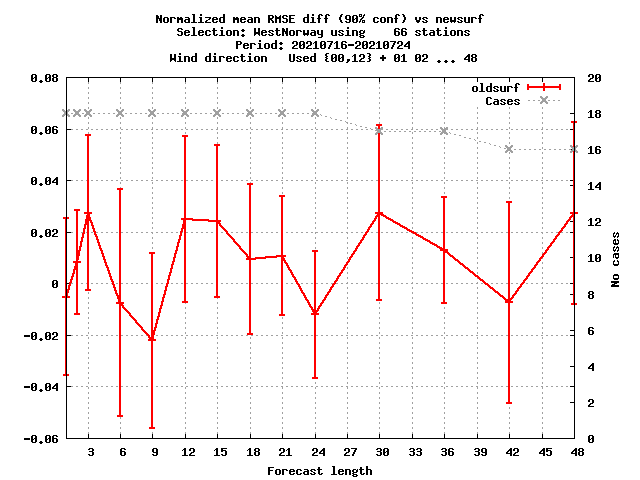 Normalized mean RMSE diff (90% conf) vs newsurf
Selection: WestNorway using    66 stations
Period: 20210716-20210724
Wind direction   Used {00,12} + 01 02 ... 48
0.08
0.06
0.04
0.02
0
-0.02
-0.04
-0.06
20
18
16
14
12
10
8
6
4
2
0
oldsurf
Cases
No cases
3 6 9 12 15 18 21 24 27 30 33 36 39 42 45 48
Forecast length